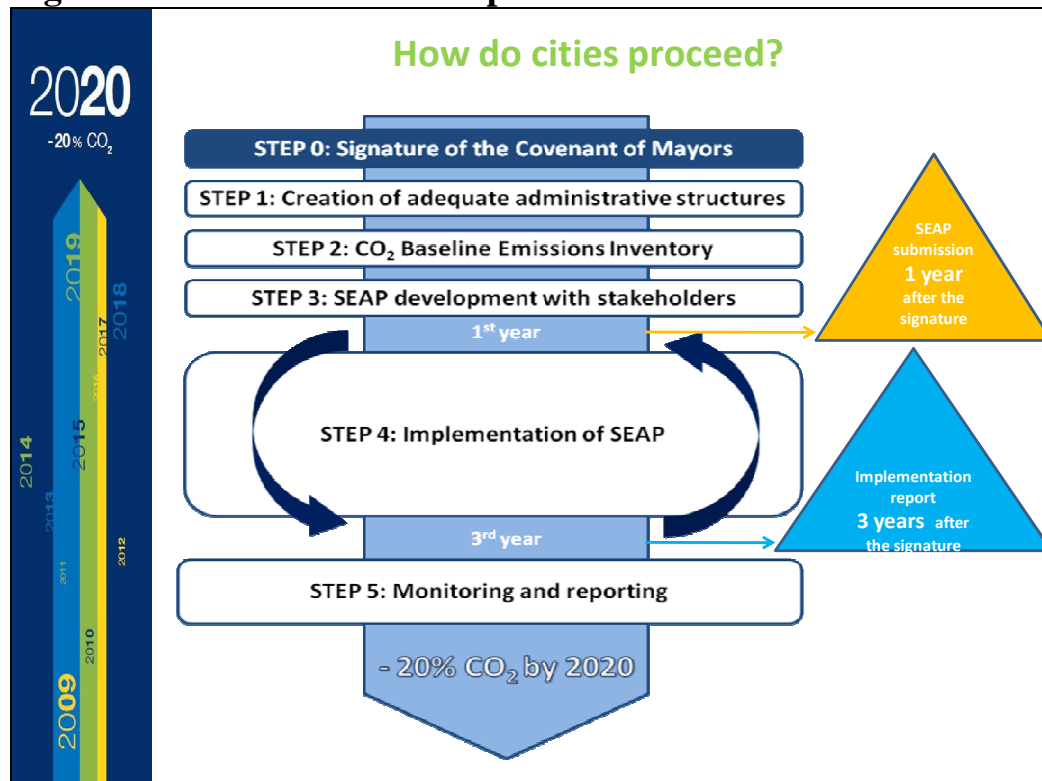 How do cities proceed?
2020
-20% CO₂
2019
2018
2017
2016
2015
2014
2013
2012
2011
2010
2009
STEP 0: Signature of the Covenant of Mayors
STEP 1: Creation of adequate administrative structures
STEP 2: CO₂ Baseline Emissions Inventory
STEP 3: SEAP development with stakeholders
1st year
SEAP
submission
1 year
after the
signature
STEP 4: Implementation of SEAP
Implementation
report
3 years after
the signature
3rd year
STEP 5: Monitoring and reporting
- 20% CO₂ by 2020